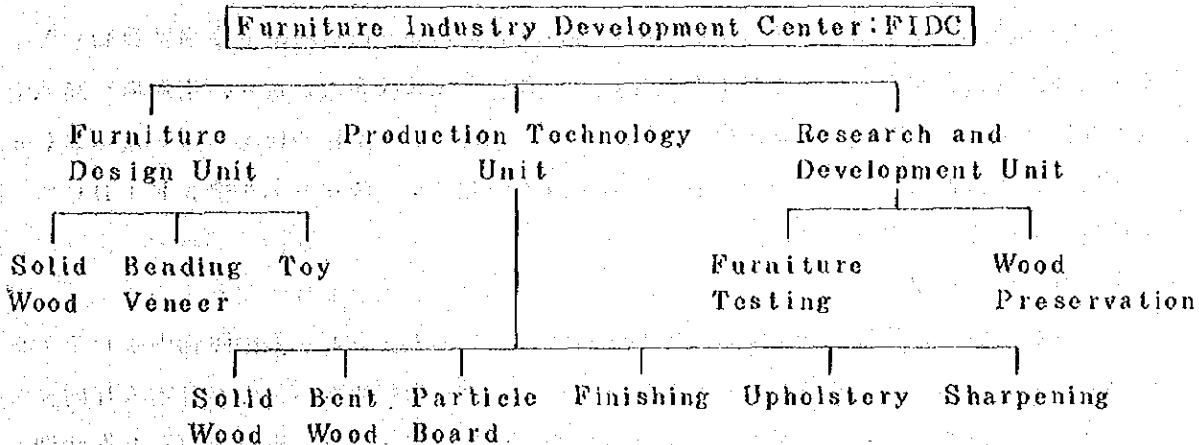 Furniture Industry Development Center:FIDC
Furniture Production Technology Research and
Design Unit Unit Development Unit
Solid Bending Toy Furniture Wood
Wood Veneer Testing Preservation
Solid Bent Particle Finishing Upholstery Sharpening
Wood Wood Board